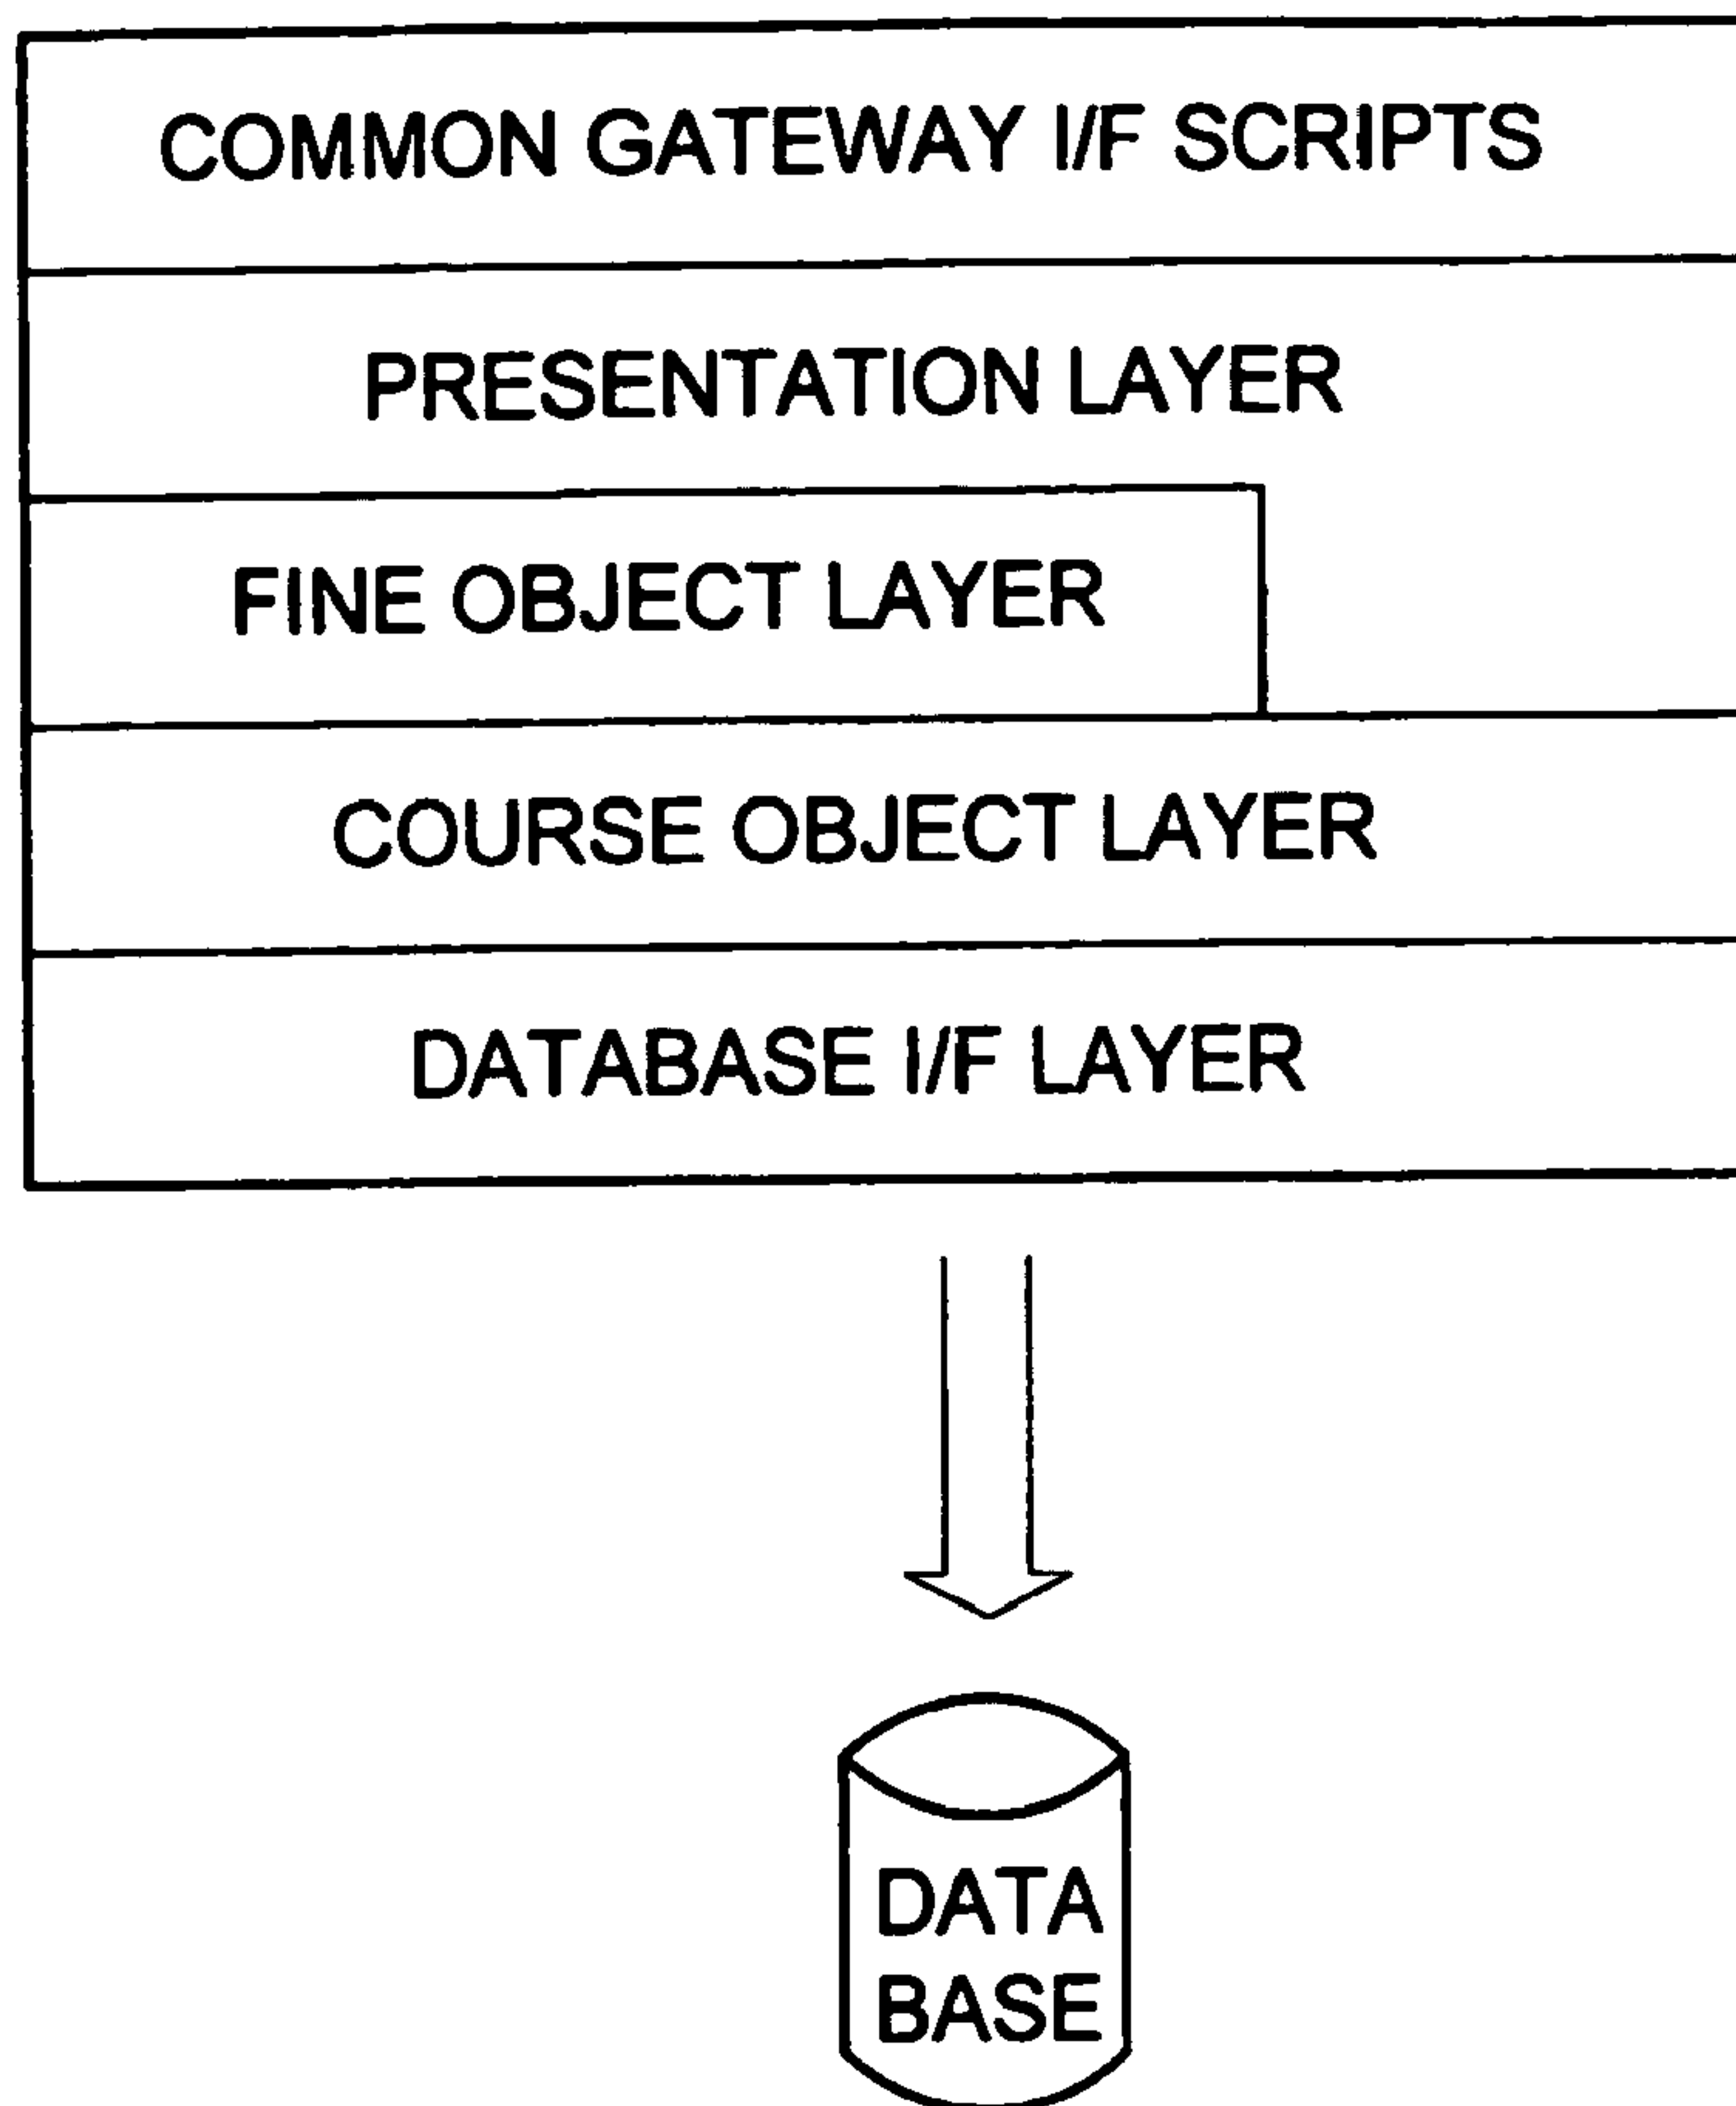 COMMON GATEWAY I/F SCRIPTS
PRESENTATION LAYER
FINE OBJECT LAYER
COURSE OBJECT LAYER
DATABASE I/F LAYER
DATA
BASE